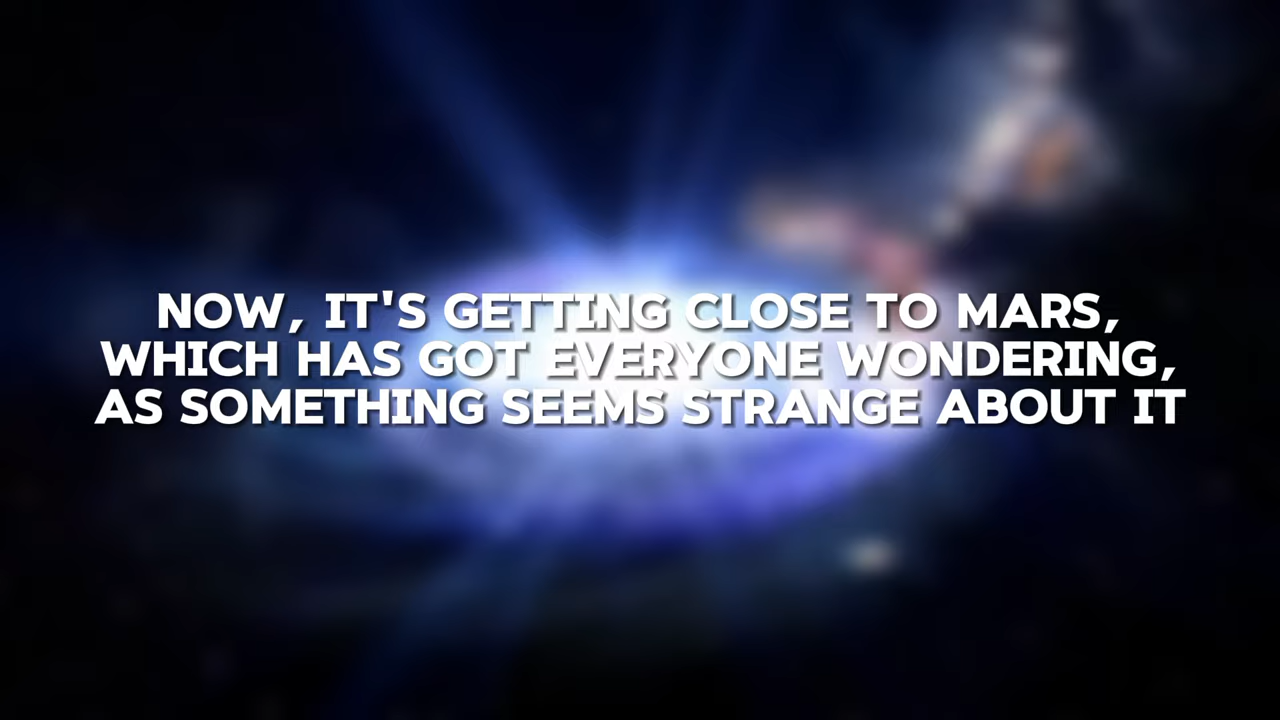 NOW, IT'S GETTING CLOSE TO MARS,
WHICH HAS GOT EVERYONE WONDERING,
AS SOMETHING SEEMS STRANGE ABOUT IT